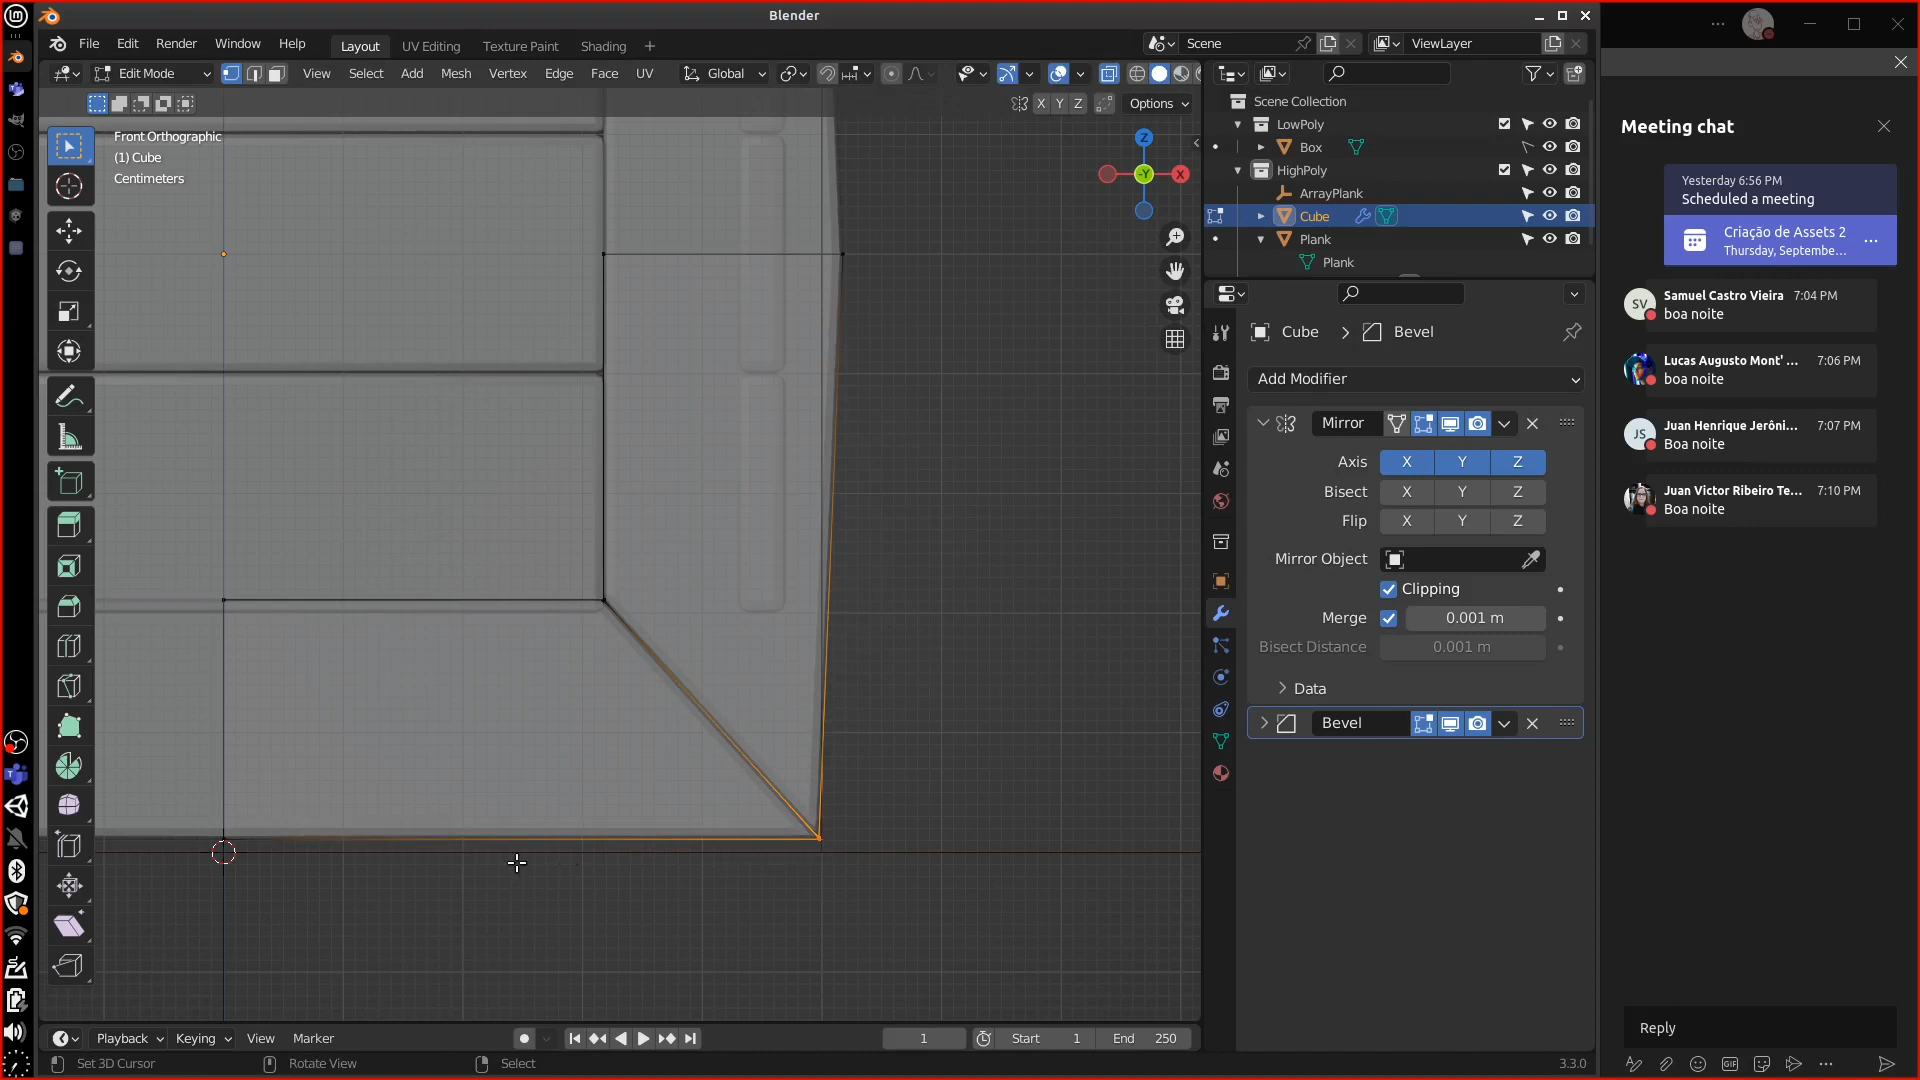 Blender
File Edit Render Window Help Layout UV Editing Texture Paint Shading + Scene ViewLayer
Edit Mode View Select Add Mesh Vertex Edge Face UV Global
X Y Z Options
Front Orthographic
(1) Cube
Centimeters
Z
-Y
X
Scene Collection
LowPoly
Box
HighPoly
ArrayPlank
Cube
Plank
Plank
Cube > Bevel
Add Modifier
Mirror
Axis X Y Z
Bisect X Y Z
Flip X Y Z
Mirror Object
Clipping
Merge 0.001 m
Bisect Distance 0.001 m
Data
Bevel
Playback Keying View Marker 1 Start 1 End 250
Set 3D Cursor Rotate View Select 3.3.0
Meeting chat
Yesterday 6:56 PM
Scheduled a meeting
Criação de Assets 2
Thursday, Septembe...
SV
Samuel Castro Vieira 7:04 PM
boa noite
Lucas Augusto Mont' ... 7:06 PM
boa noite
JS
Juan Henrique Jerôni... 7:07 PM
Boa noite
Juan Victor Ribeiro Te... 7:10 PM
Boa noite
Reply
GIF